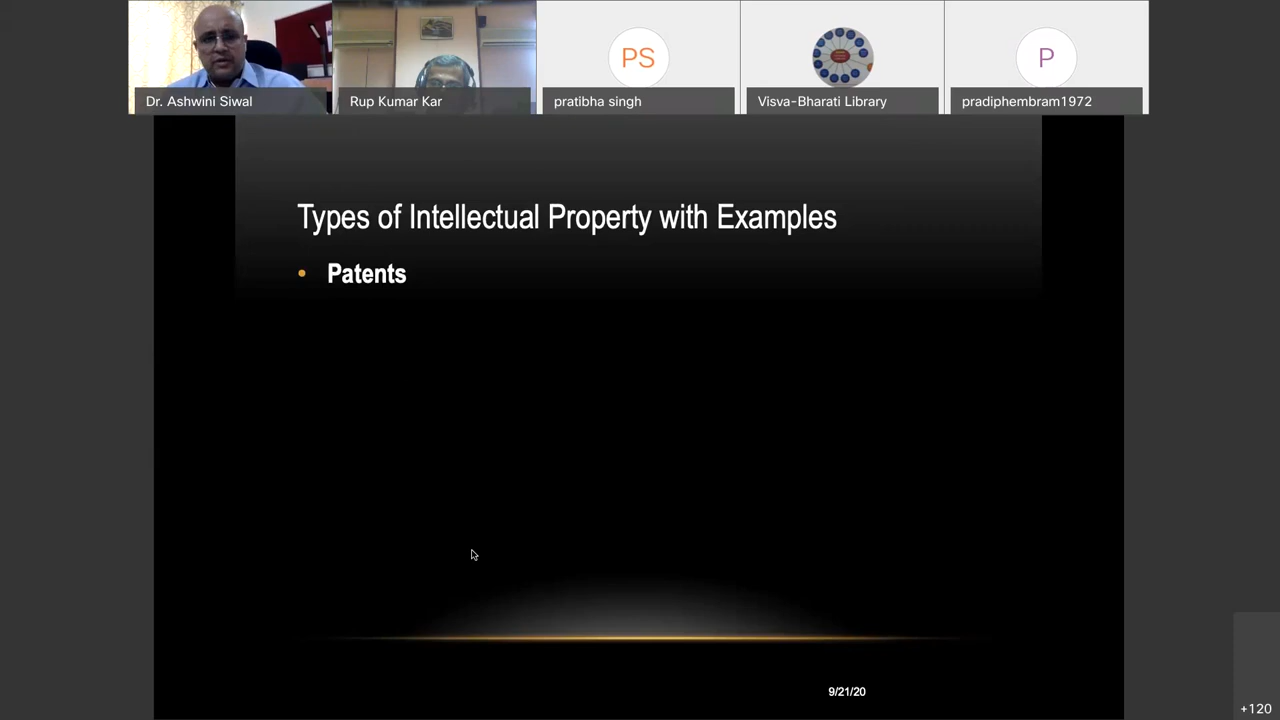 Dr. Ashwini Siwal
Rup Kumar Kar
PS
pratibha singh
Visva-Bharati Library
P
pradiphembram1972
Types of Intellectual Property with Examples
• Patents
9/21/20
+120